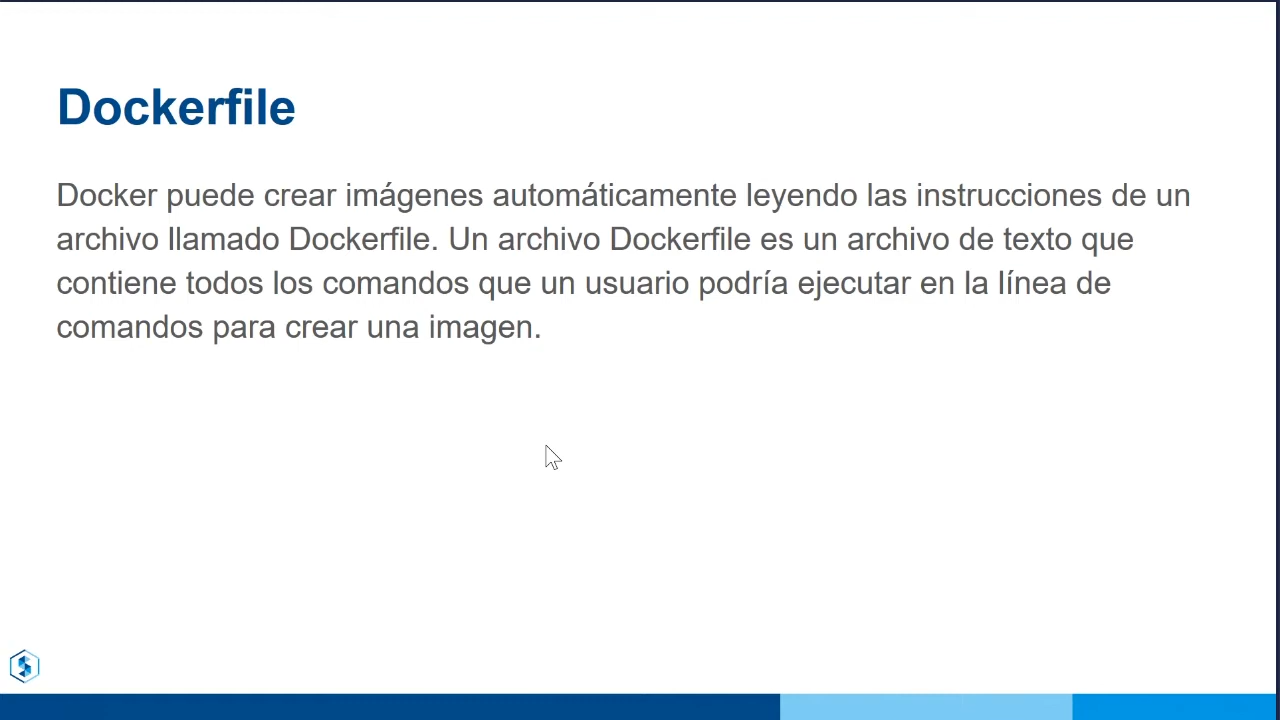 Dockerfile
Docker puede crear imágenes automáticamente leyendo las instrucciones de un
archivo llamado Dockerfile. Un archivo Dockerfile es un archivo de texto que
contiene todos los comandos que un usuario podría ejecutar en la línea de
comandos para crear una imagen.